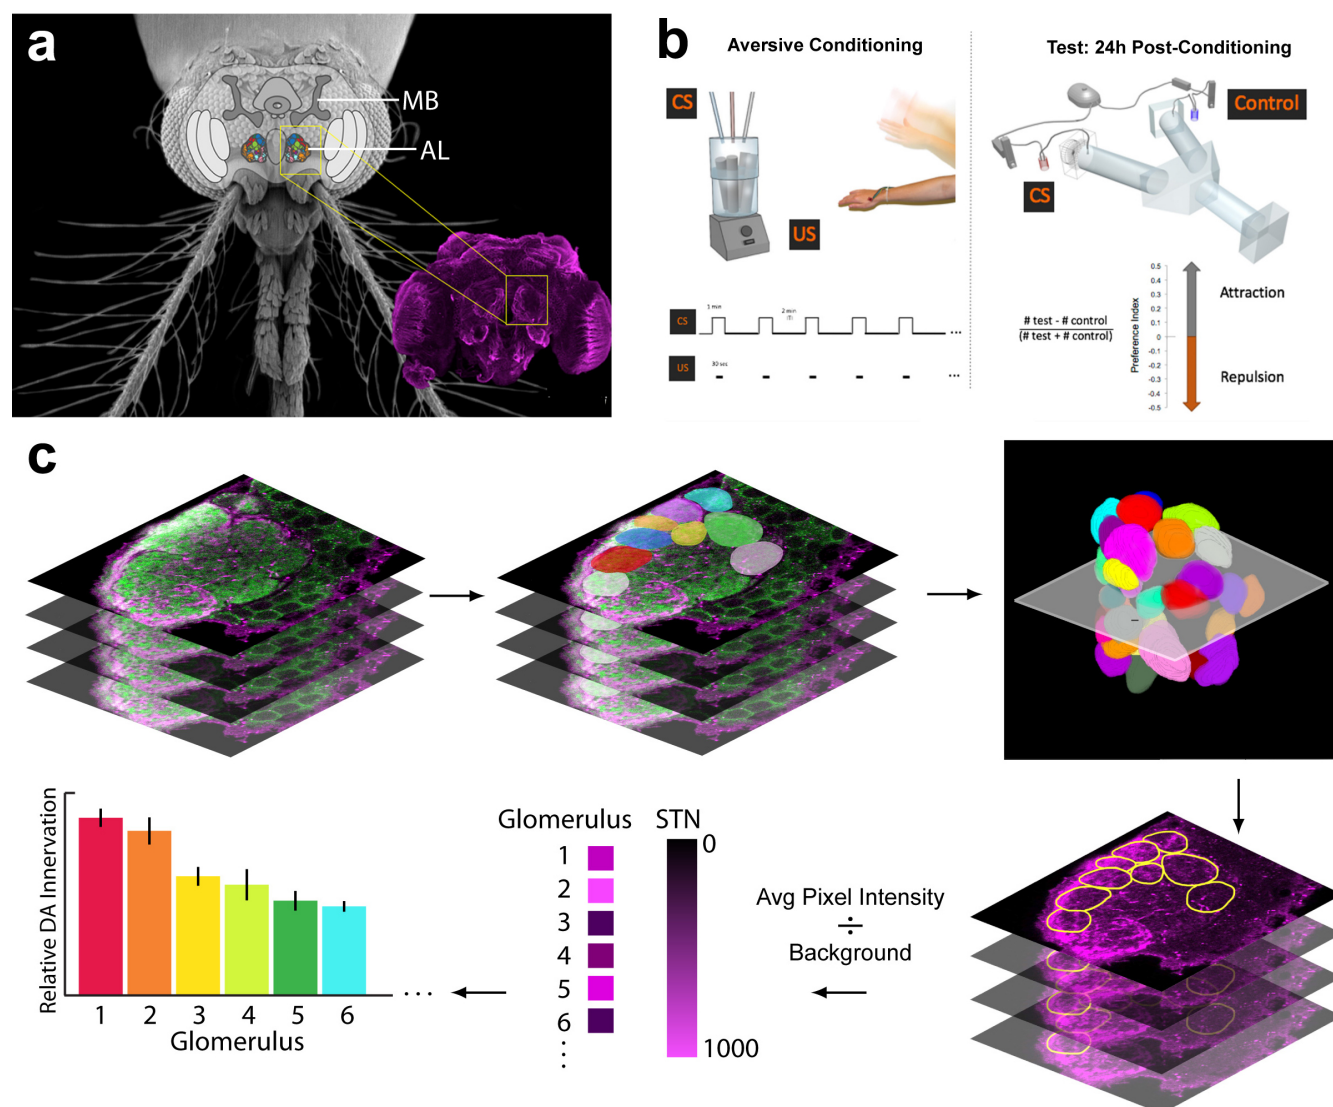 a
MB
AL
b
Aversive Conditioning
CS
US
CS
1 min
2 min
US
30 sec
...
...
Test: 24h Post-Conditioning
Control
CS
# test - # control
(# test + # control)
Preference Index
0.5
0.4
0.3
0.2
0.1
0
-0.1
-0.2
-0.3
-0.4
-0.5
Attraction
Repulsion
c
Relative DA Innervation
1 2 3 4 5 6
Glomerulus
...
Glomerulus
1
2
3
4
5
6
STN
0
1000
Avg Pixel Intensity
÷
Background